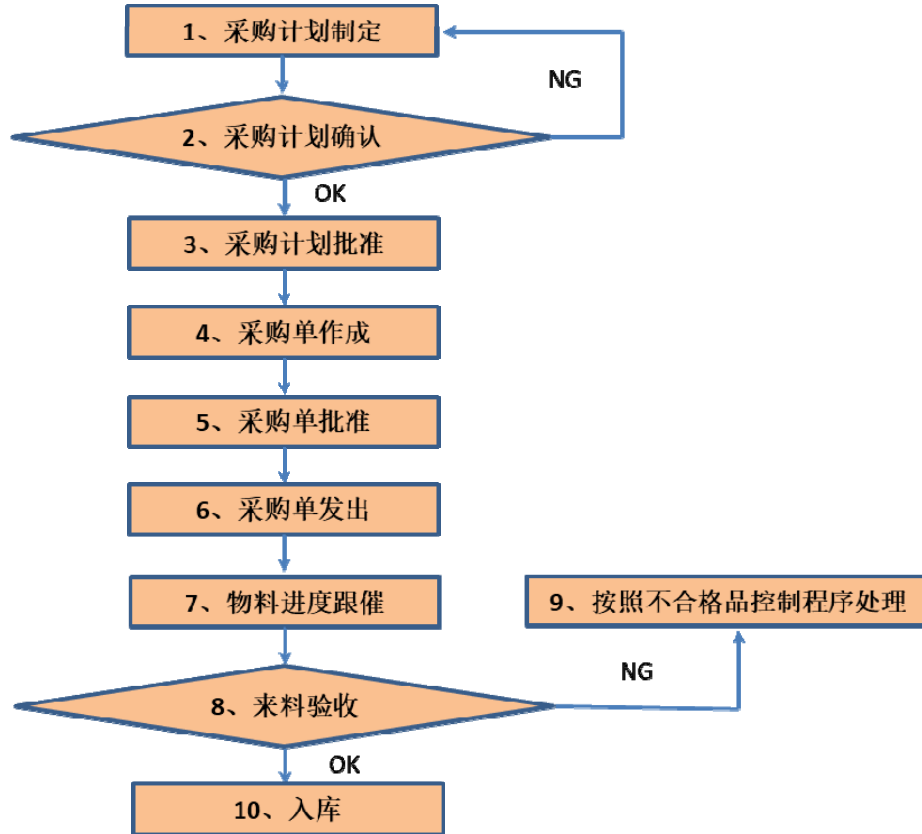 1、采购计划制定
NG
2、采购计划确认
OK
3、采购计划批准
4、采购单作成
5、采购单批准
6、采购单发出
7、物料进度跟催
9、按照不合格品控制程序处理
NG
8、来料验收
OK
10、入库